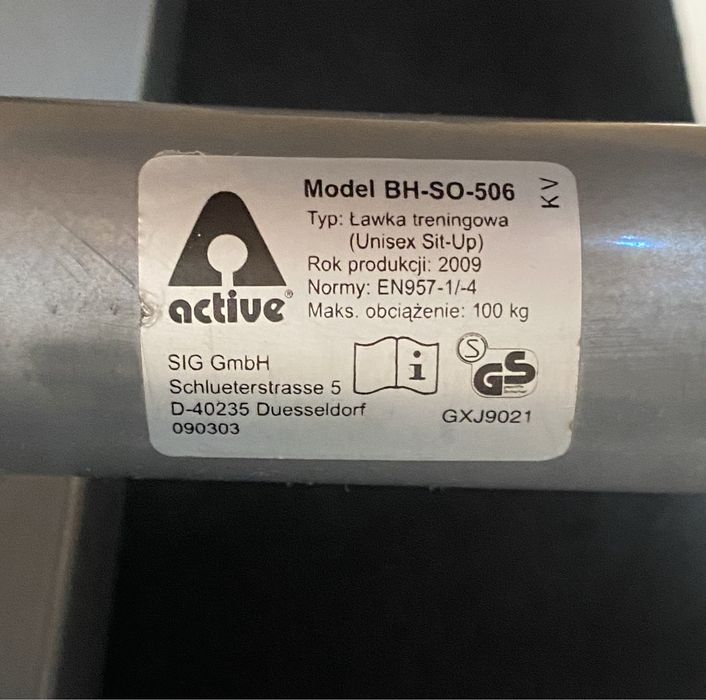 Model BH-SO-506
KV
Typ: Ławka treningowa
(Unisex Sit-Up)
Rok produkcji: 2009
Normy: EN957-1/-4
Maks. obciążenie: 100 kg
active®
SIG GmbH
Schlueterstrasse 5
D-40235 Duesseldorf
090303
i
S
GS
GXJ9021